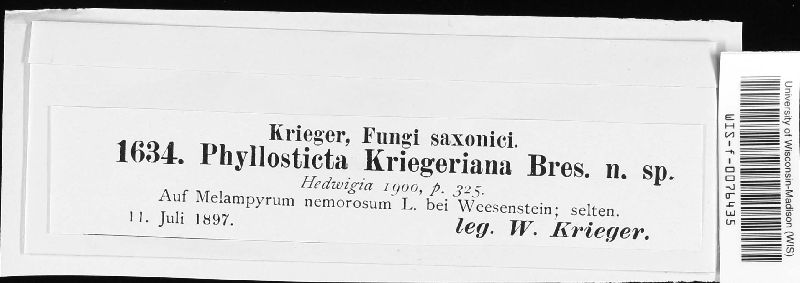 Krieger, Fungi saxonici.
1634. Phyllosticta Kriegeriana Bres. n. sp.
Hedwigia 1900, p. 325.
Auf Melampyrum nemorosum L. bei Weesenstein; selten.
11. Juli 1897.
leg. W. Krieger.
WIS-f-0076435
University of Wisconsin-Madison (WIS)